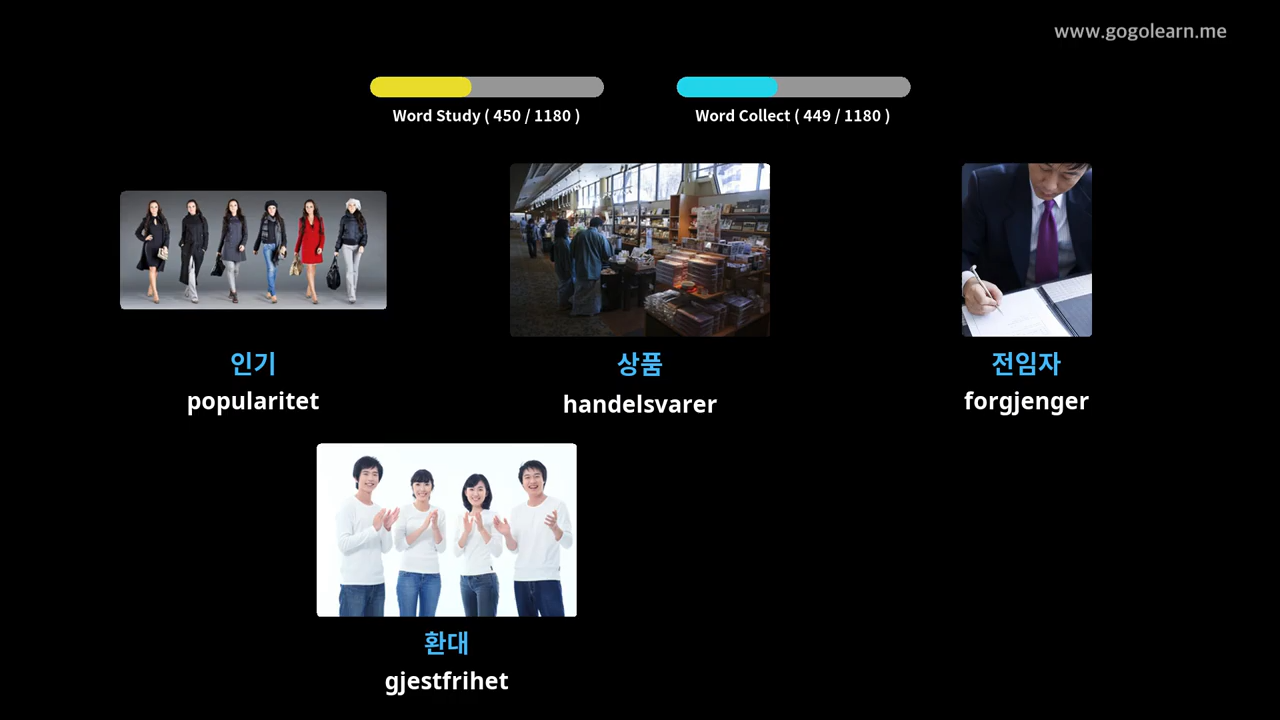 www.gogolearn.me
Word Study ( 450 / 1180 )
Word Collect ( 449 / 1180 )
인기
popularitet
상품
handelsvarer
전임자
forgjenger
환대
gjestfrihet